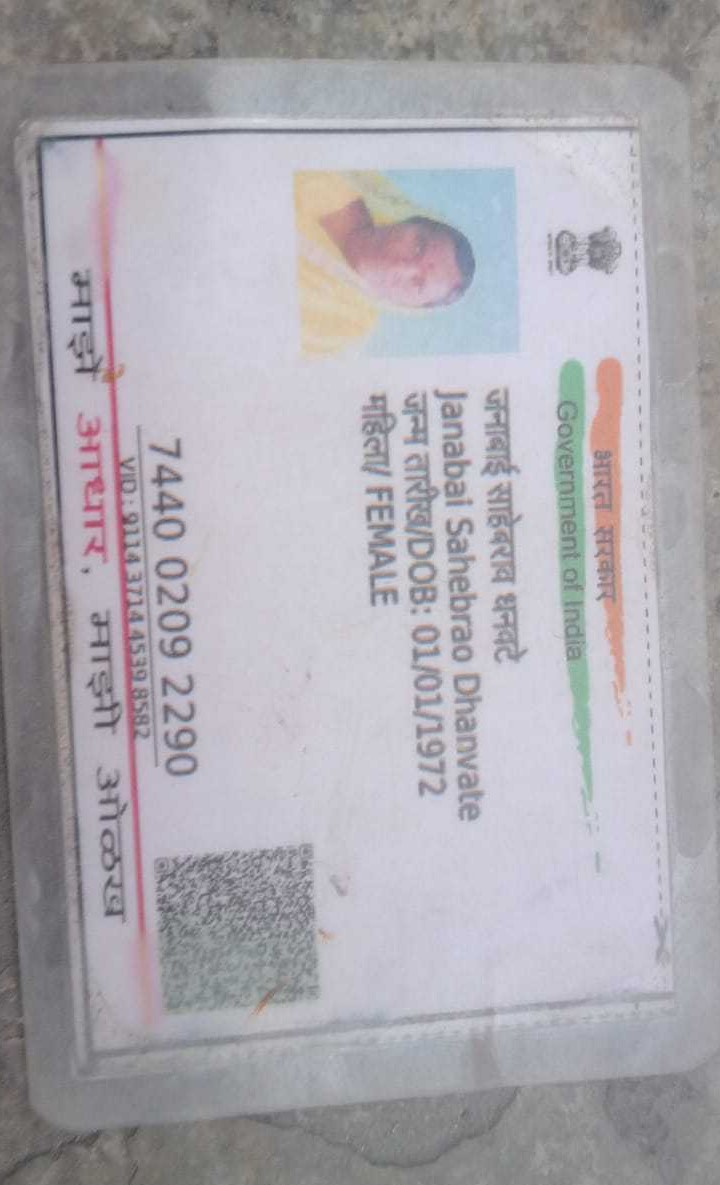 भारत सरकार
Government of India
जनाबाई साहेबराव धनवटे
Janabai Sahebrao Dhanvate
जन्म तारीख/DOB: 01/01/1972
महिला/ FEMALE
7440 0209 2290
VID : 9114 3714 4539 8582
माझे आधार, माझी ओळख